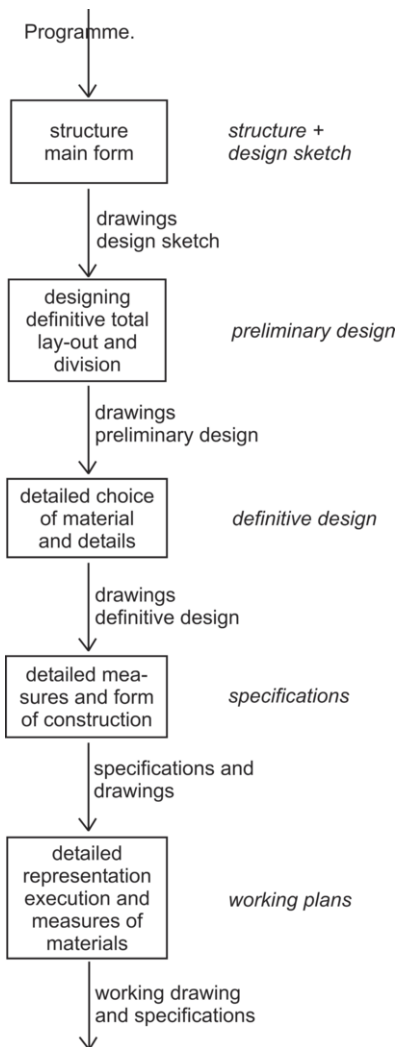 Programme.
structure
main form
structure +
design sketch
drawings
design sketch
designing
definitive total
lay-out and
division
preliminary design
drawings
preliminary design
detailed choice
of material
and details
definitive design
drawings
definitive design
detailed mea-
sures and form
of construction
specifications
specifications and
drawings
detailed
representation
execution and
measures of
materials
working plans
working drawing
and specifications